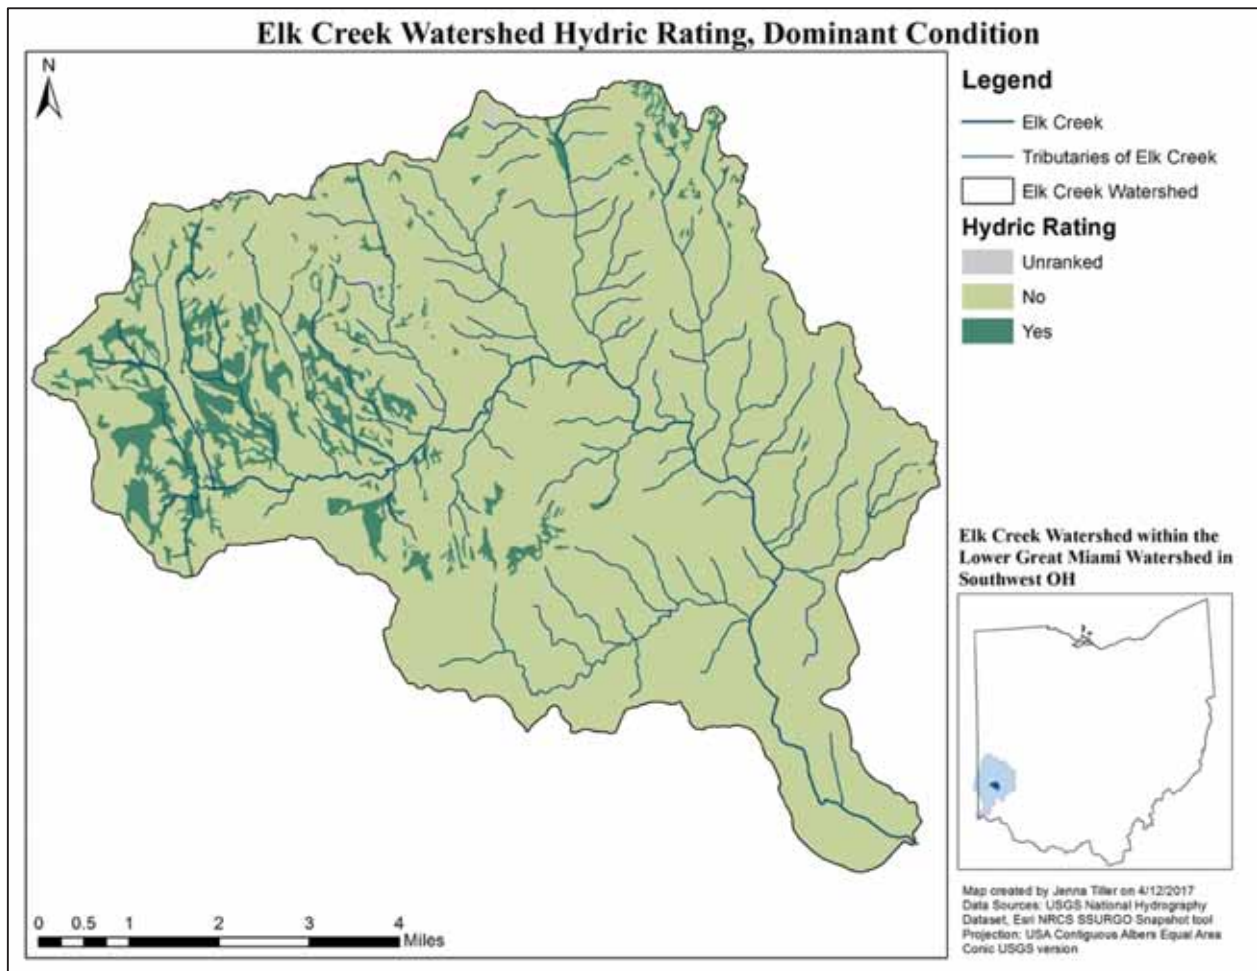 Elk Creek Watershed Hydric Rating, Dominant Condition
N
Legend
Elk Creek
Tributaries of Elk Creek
Elk Creek Watershed
Hydric Rating
Unranked
No
Yes
Elk Creek Watershed within the
Lower Great Miami Watershed in
Southwest OH
Map created by Jenna Tiller on 4/12/2017
Data Sources: USGS National Hydrography
Dataset, Esri NRCS SSURGO Snapshot tool
Projection: USA Contiguous Albers Equal Area
Conic USGS version
0 0.5 1 2 3 4
Miles